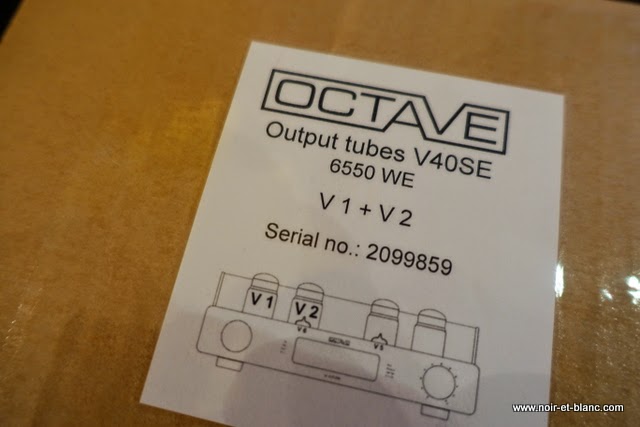 OCTAVE
Output tubes V40SE
6550 WE
V 1 + V 2
Serial no.: 2099859
V 1
V 2
www.noir-et-blanc.com